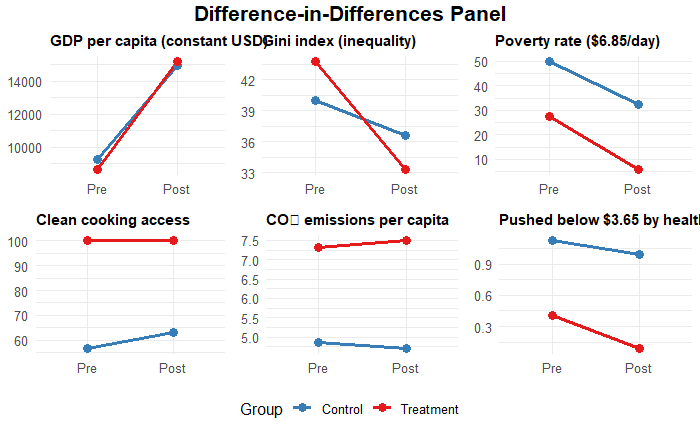 Difference-in-Differences Panel
GDP per capita (constant USD)
Gini index (inequality)
Poverty rate ($6.85/day)
14000
12000
10000
Pre
Post
42
39
36
33
Pre
Post
50
40
30
20
10
Pre
Post
Clean cooking access
CO▯ emissions per capita
Pushed below $3.65 by healt
100
90
80
70
60
Pre
Post
7.5
7.0
6.5
6.0
5.5
5.0
Pre
Post
0.9
0.6
0.3
Pre
Post
Group
Control
Treatment